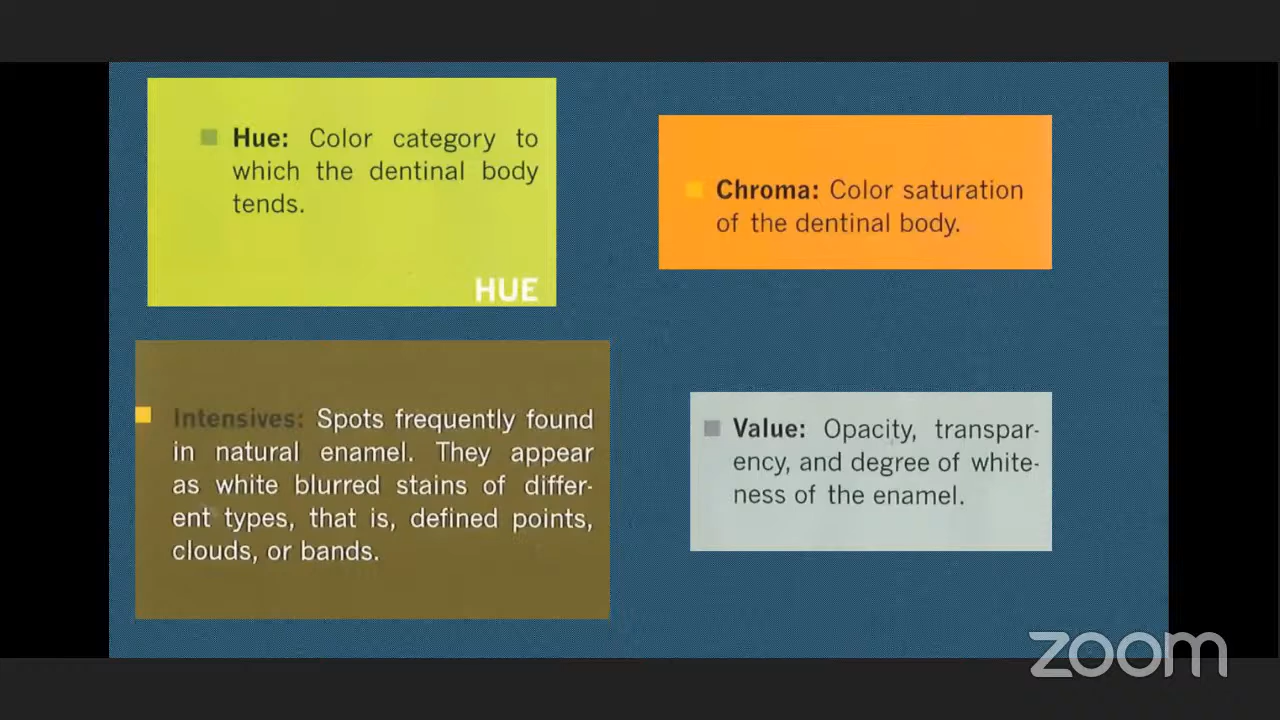 Hue: Color category to
which the dentinal body
tends.
HUE
Chroma: Color saturation
of the dentinal body.
Intensives: Spots frequently found
in natural enamel. They appear
as white blurred stains of differ-
ent types, that is, defined points,
clouds, or bands.
Value: Opacity, transpar-
ency, and degree of white-
ness of the enamel.
zoom